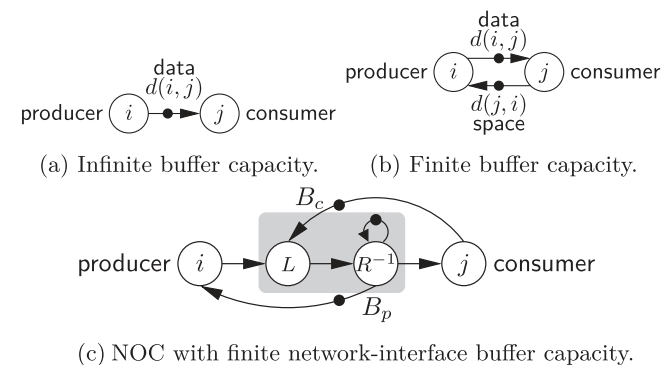 data
d(i, j)
producer i j consumer
(a) Infinite buffer capacity.
data
d(i, j)
producer i j consumer
d(j, i)
space
(b) Finite buffer capacity.
B_c
producer i L R^{-1} j consumer
B_p
(c) NOC with finite network-interface buffer capacity.